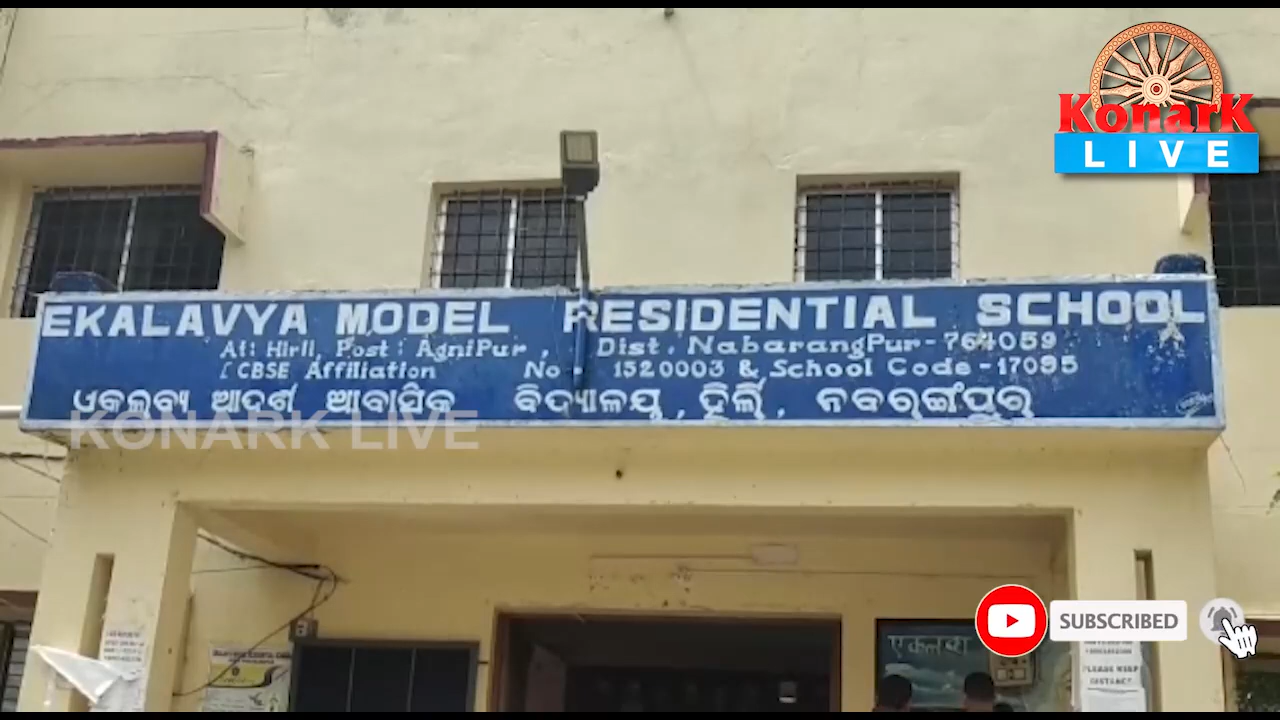 KonarK
LIVE
EKALAVYA MODEL RESIDENTIAL SCHOOL
At: Hirli, Post: AgniPur, Dist. NabarangPur-764059
[CBSE Affiliation No - 1520003 & School Code-17095
ଏକଲବ୍ୟ ଆଦର୍ଶ ଆବାସିକ ବିଦ୍ୟାଳୟ, ହିର୍ଲି, ନବରଙ୍ଗପୁର
KONARK LIVE
SUBSCRIBED
एकलव्य
PLEASE KEEP
DISTANCE